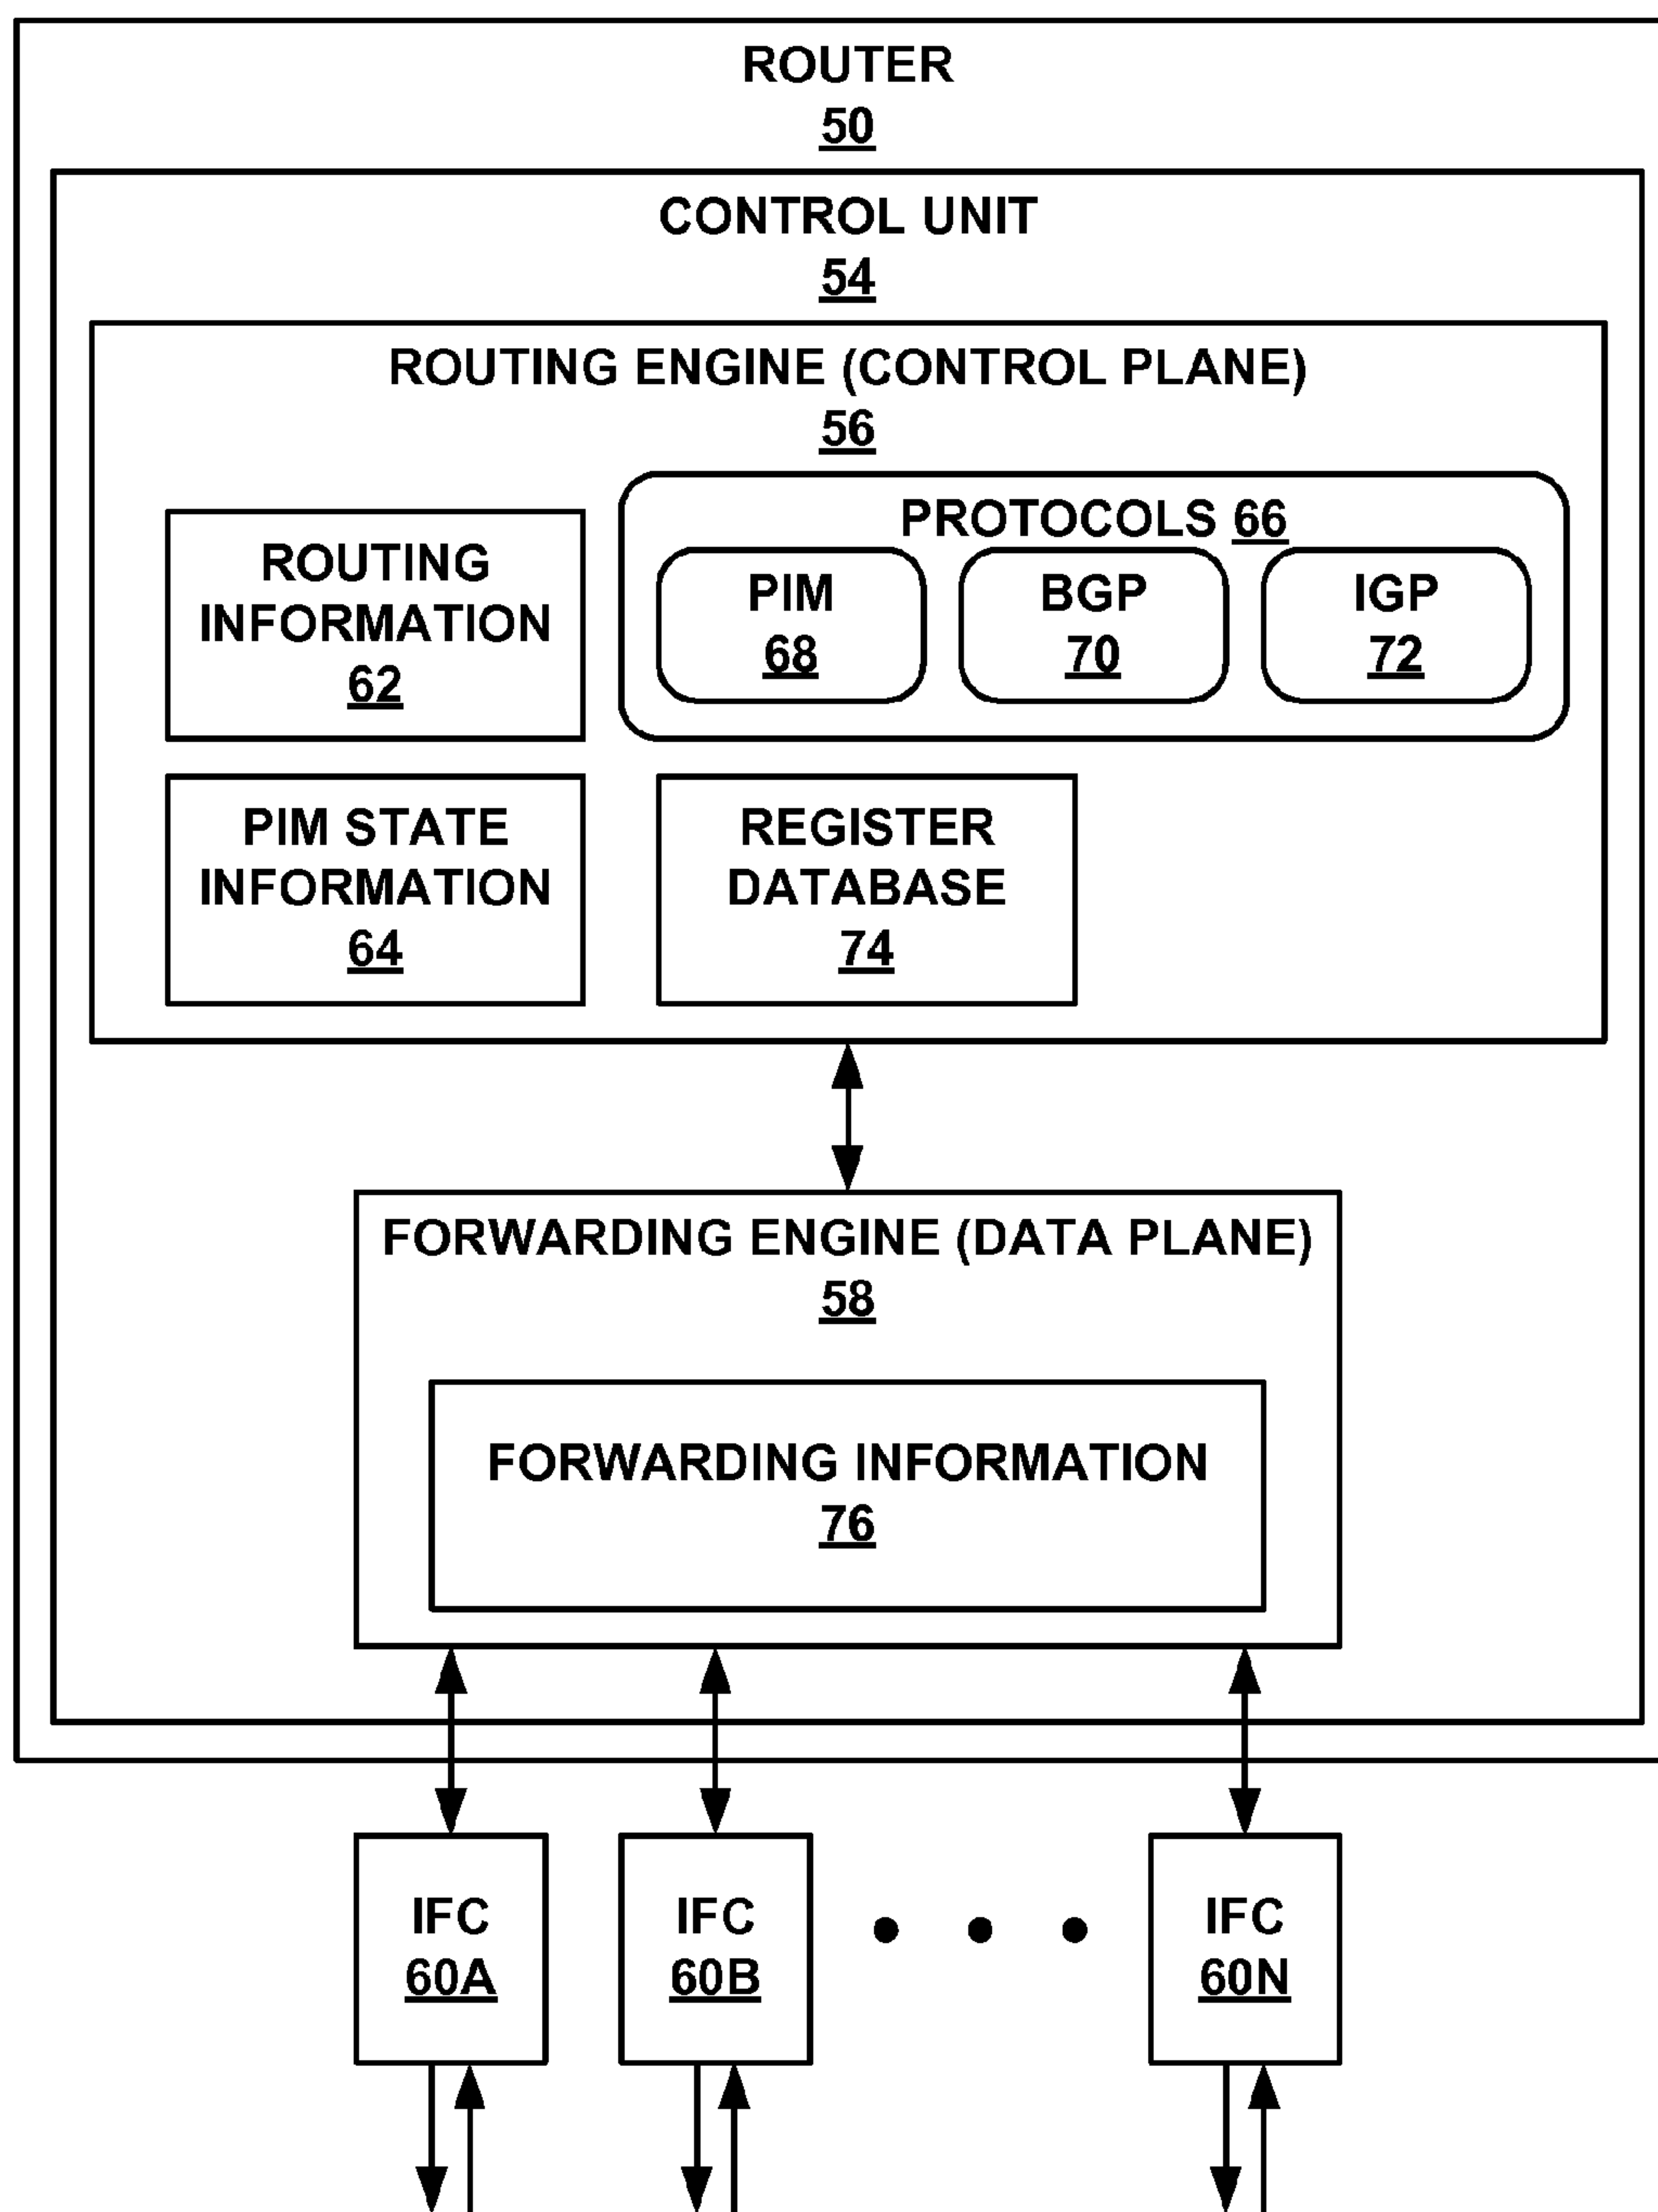 ROUTER
50
CONTROL UNIT
54
ROUTING ENGINE (CONTROL PLANE)
56
ROUTING
INFORMATION
62
PROTOCOLS 66
PIM
68
BGP
70
IGP
72
PIM STATE
INFORMATION
64
REGISTER
DATABASE
74
FORWARDING ENGINE (DATA PLANE)
58
FORWARDING INFORMATION
76
IFC
60A
IFC
60B
IFC
60N